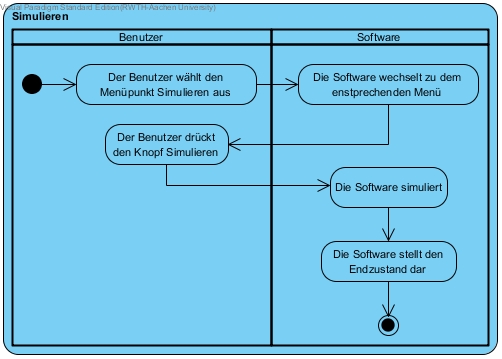 Visual Paradigm Standard Edition(RWTH Aachen University)
Simulieren
Benutzer
Software
Der Benutzer wählt den
Menüpunkt Simulieren aus
Die Software wechselt zu dem
enstprechenden Menü
Der Benutzer drückt
den Knopf Simulieren
Die Software simuliert
Die Software stellt den
Endzustand dar